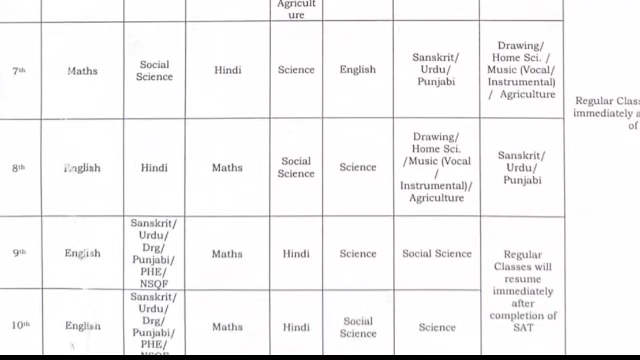 Agricult
ure
7th
Maths
Social
Science
Hindi
Science
English
Sanskrit/
Urdu/
Punjabi
Drawing/
Home Sci. /
Music (Vocal/
Instrumental)
/ Agriculture
Regular Class
immediately a
of
8th
English
Hindi
Maths
Social
Science
Science
Drawing/
Home Sci.
/Music (Vocal
/
Instrumental)/
Agriculture
Sanskrit/
Urdu/
Punjabi
9th
English
Sanskrit/
Urdu/
Drg/
Punjabi/
PHE/
NSQF
Maths
Hindi
Science
Social Science
Regular
Classes will
resume
immediately
after
completion of
SAT
10th
English
Sanskrit/
Urdu/
Drg/
Punjabi/
PHE/
NSQF
Maths
Hindi
Social
Science
Science